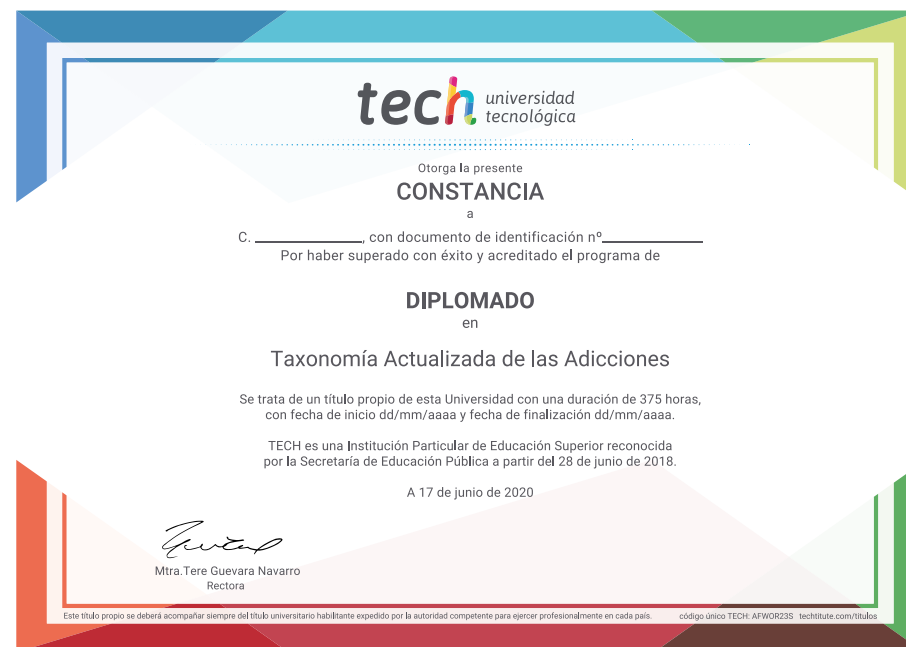 tech universidad
tecnológica
Otorga la presente
CONSTANCIA
a
C. ____________, con documento de identificación nº____________
Por haber superado con éxito y acreditado el programa de
DIPLOMADO
en
Taxonomía Actualizada de las Adicciones
Se trata de un título propio de esta Universidad con una duración de 375 horas,
con fecha de inicio dd/mm/aaaa y fecha de finalización dd/mm/aaaa.
TECH es una Institución Particular de Educación Superior reconocida
por la Secretaría de Educación Pública a partir del 28 de junio de 2018.
A 17 de junio de 2020
Mtra.Tere Guevara Navarro
Rectora
Este título propio se deberá acompañar siempre del título universitario habilitante expedido por la autoridad competente para ejercer profesionalmente en cada país. código único TECH: AFWOR23S techtitute.com/titulos